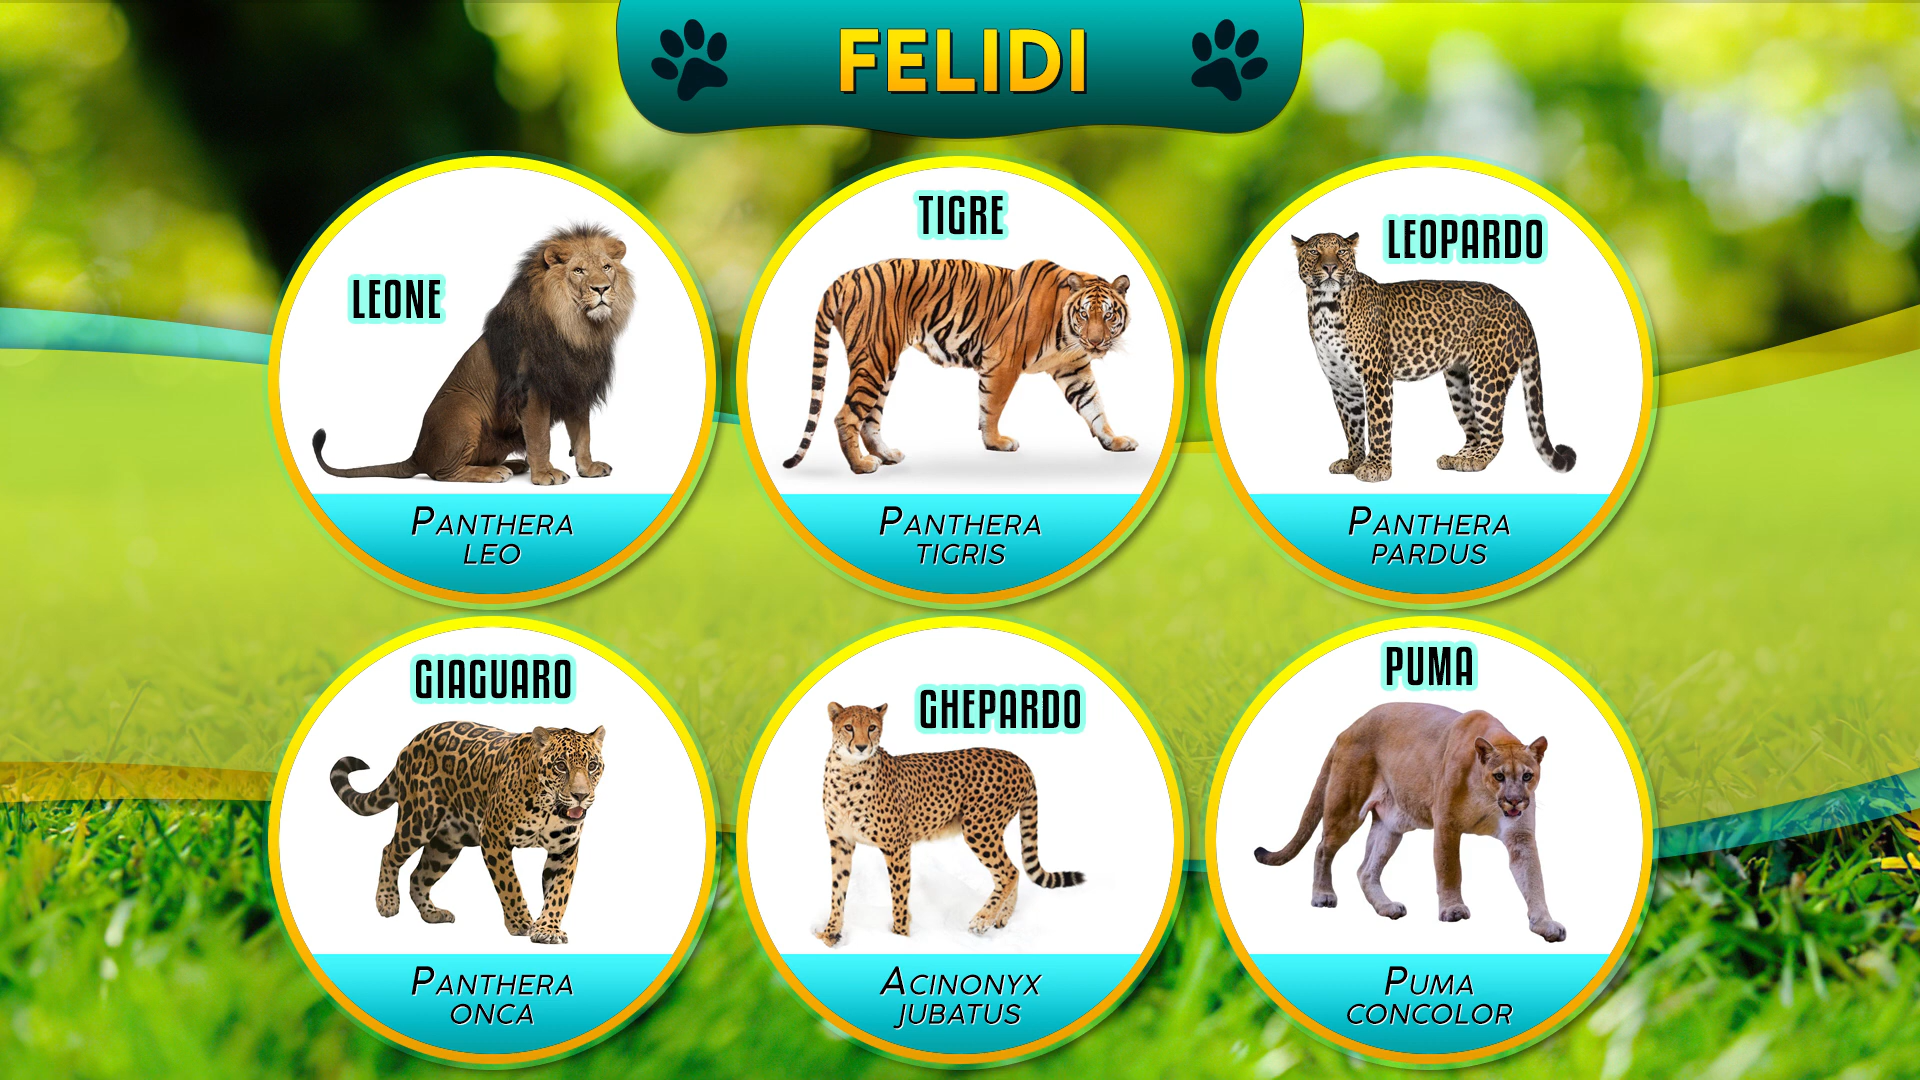 FELIDI
LEONE
PANTHERA
LEO
TIGRE
PANTHERA
TIGRIS
LEOPARDO
PANTHERA
PARDUS
GIAGUARO
PANTHERA
ONCA
GHEPARDO
ACINONYX
JUBATUS
PUMA
PUMA
CONCOLOR